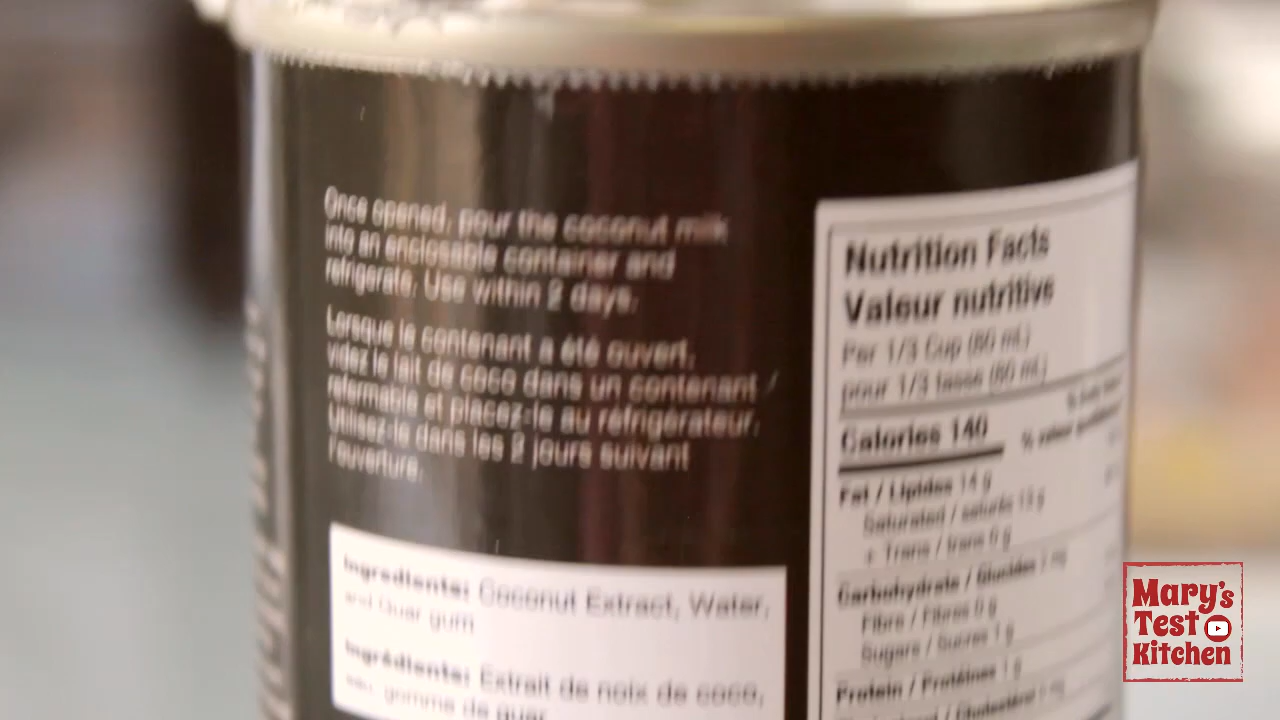 Once opened, pour the coconut milk
into an enclosable container and
refrigerate. Use within 2 days.
Lorsque le contenant a été ouvert,
videz le lait de coco dans un contenant
refermable et placez-le au réfrigérateur.
Utilisez-le dans les 2 jours suivant
l'ouverture.
Ingredients: Coconut Extract, Water,
and Guar gum
Ingrédients: Extrait de noix de coco,
eau, gomme de guar
Nutrition Facts
Valeur nutritive
Per 1/3 Cup (80 mL)
pour 1/3 tasse (80 mL)
Calories 140
% valeur quotidienne
Fat / Lipides 14 g
Saturated / saturés 13 g
+ Trans / trans 0 g
Carbohydrate / Glucides
Fibre / Fibres 0 g
Sugars / Sucres 1 g
Protein / Protéines 1 g
Cholesterol / Cholestérol
Mary's
Test
Kitchen